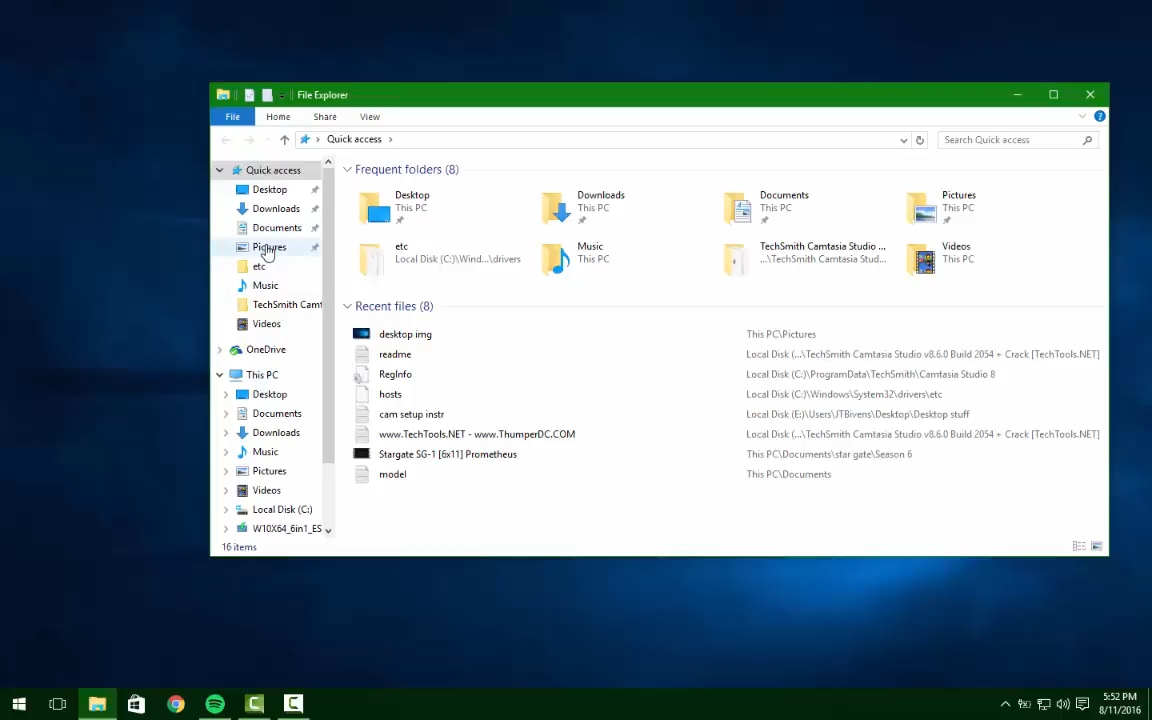 File Explorer
File Home Share View
Quick access
Search Quick access
Quick access
Desktop
Downloads
Documents
Pictures
etc
Music
TechSmith Camt
Videos
OneDrive
This PC
Desktop
Documents
Downloads
Music
Pictures
Videos
Local Disk (C:)
W10X64_6in1_ES
Frequent folders (8)
Desktop
This PC
Downloads
This PC
Documents
This PC
Pictures
This PC
etc
Local Disk (C:)\Wind...\drivers
Music
This PC
TechSmith Camtasia Studio ...
...\TechSmith Camtasia Studi...
Videos
This PC
Recent files (8)
desktop img This PC\Pictures
readme Local Disk (...\TechSmith Camtasia Studio v8.6.0 Build 2054 + Crack [TechTools.NET]
RegInfo Local Disk (C:)\ProgramData\TechSmith\Camtasia Studio 8
hosts Local Disk (C:)\Windows\System32\drivers\etc
cam setup instr Local Disk (E:)\Users\JTBivens\Desktop\Desktop stuff
www.TechTools.NET - www.ThumperDC.COM Local Disk (...\TechSmith Camtasia Studio v8.6.0 Build 2054 + Crack [TechTools.NET]
Stargate SG-1 [6x11] Prometheus This PC\Documents\star gate\Season 6
model This PC\Documents
16 items
5:52 PM
8/11/2016